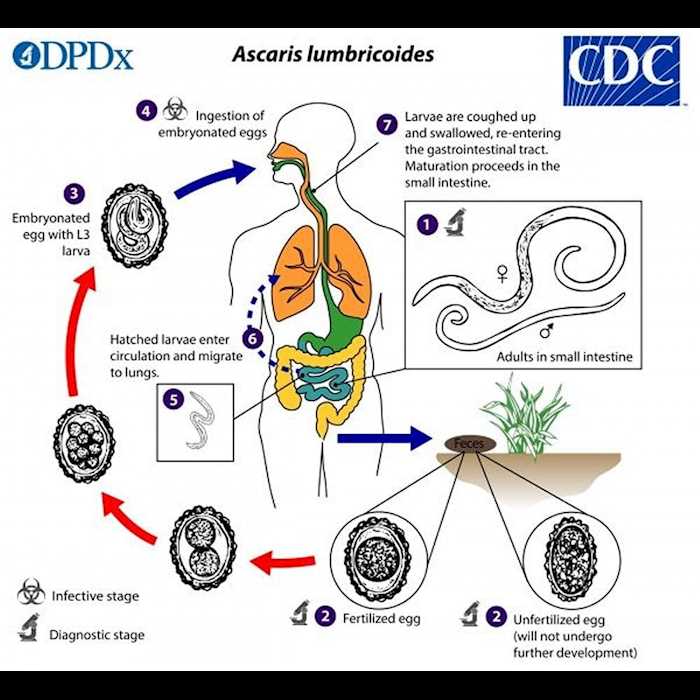 DPDx
Ascaris lumbricoides
CDC
™
4
Ingestion of
embryonated eggs
7
Larvae are coughed up
and swallowed, re-entering
the gastrointestinal tract.
Maturation proceeds in the
small intestine.
3
Embryonated
egg with L3
larva
1
♀
♂
Adults in small intestine
6
Hatched larvae enter
circulation and migrate
to lungs.
5
Feces
2
Fertilized egg
2
Unfertilized egg
(will not undergo
further development)
Infective stage
Diagnostic stage